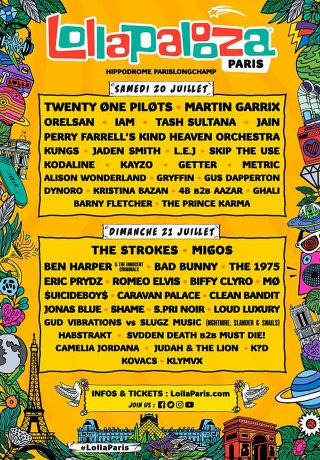 Lollapalooza
PARIS
HIPPODROME PARISLONGCHAMP
SAMEDI 20 JUILLET
TWENTY ØNE PILØTS • MARTIN GARRIX
ORELSAN • IAM • TASH SULTANA • JAIN
PERRY FARRELL'S KIND HEAVEN ORCHESTRA
KUNGS • JADEN SMITH • L.E.J • SKIP THE USE
KODALINE • KAYZO • GETTER • METRIC
ALISON WONDERLAND • GRYFFIN • GUS DAPPERTON
DYNORO • KRISTINA BAZAN • 4B B2B AAZAR • GHALI
BARNY FLETCHER • THE PRINCE KARMA
DIMANCHE 21 JUILLET
THE STROKES • MIGOS
BEN HARPER & THE INNOCENT CRIMINALS • BAD BUNNY • THE 1975
ERIC PRYDZ • ROMEO ELVIS • BIFFY CLYRO • MØ
$UICIDEBOY$ • CARAVAN PALACE • CLEAN BANDIT
JONAS BLUE • SHAME • S.PRI NOIR • LOUD LUXURY
GUD VIBRATIONS vs SLUGZ MUSIC (NGHTMRE, SLANDER & SNAILS)
HABSTRAKT • SVDDEN DEATH B2B MUST DIE!
CAMELIA JORDANA • JUDAH & THE LION • K?D
KOVACS • KLYMVX
INFOS & TICKETS : LollaParis.com
JOIN US :
#LollaParis